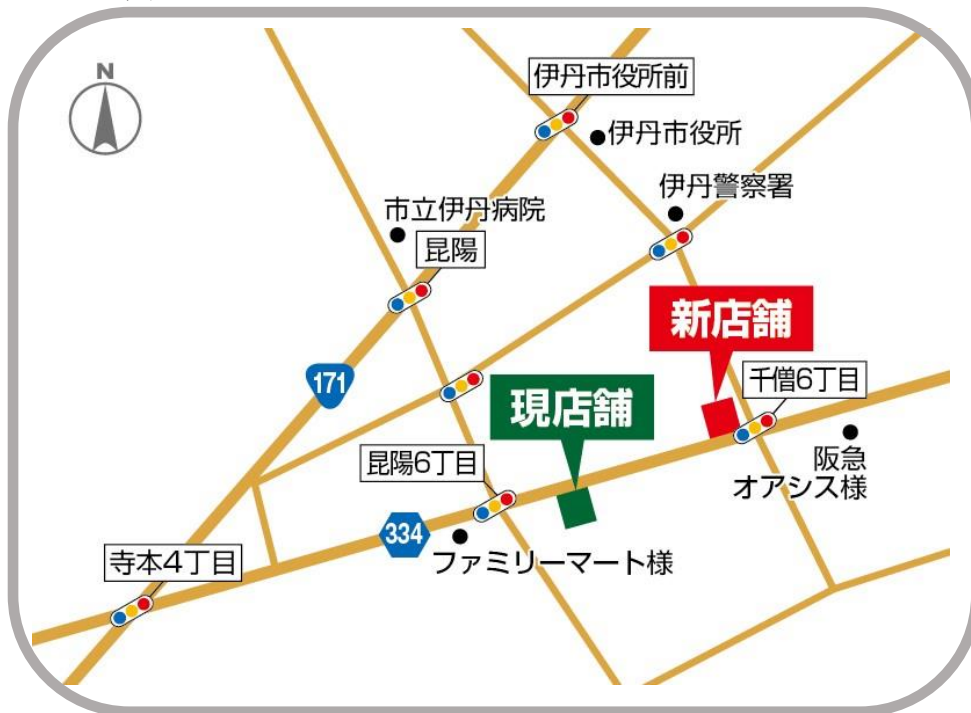 N
伊丹市役所前
伊丹市役所
伊丹警察署
市立伊丹病院
昆陽
新店舗
171
千僧6丁目
現店舗
阪急
オアシス様
昆陽6丁目
334
ファミリーマート様
寺本4丁目